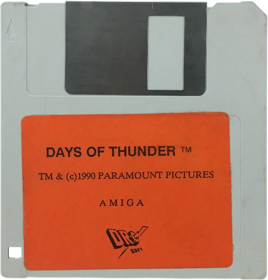 DAYS OF THUNDER ™
TM & (c)1990 PARAMOUNT PICTURES
AMIGA